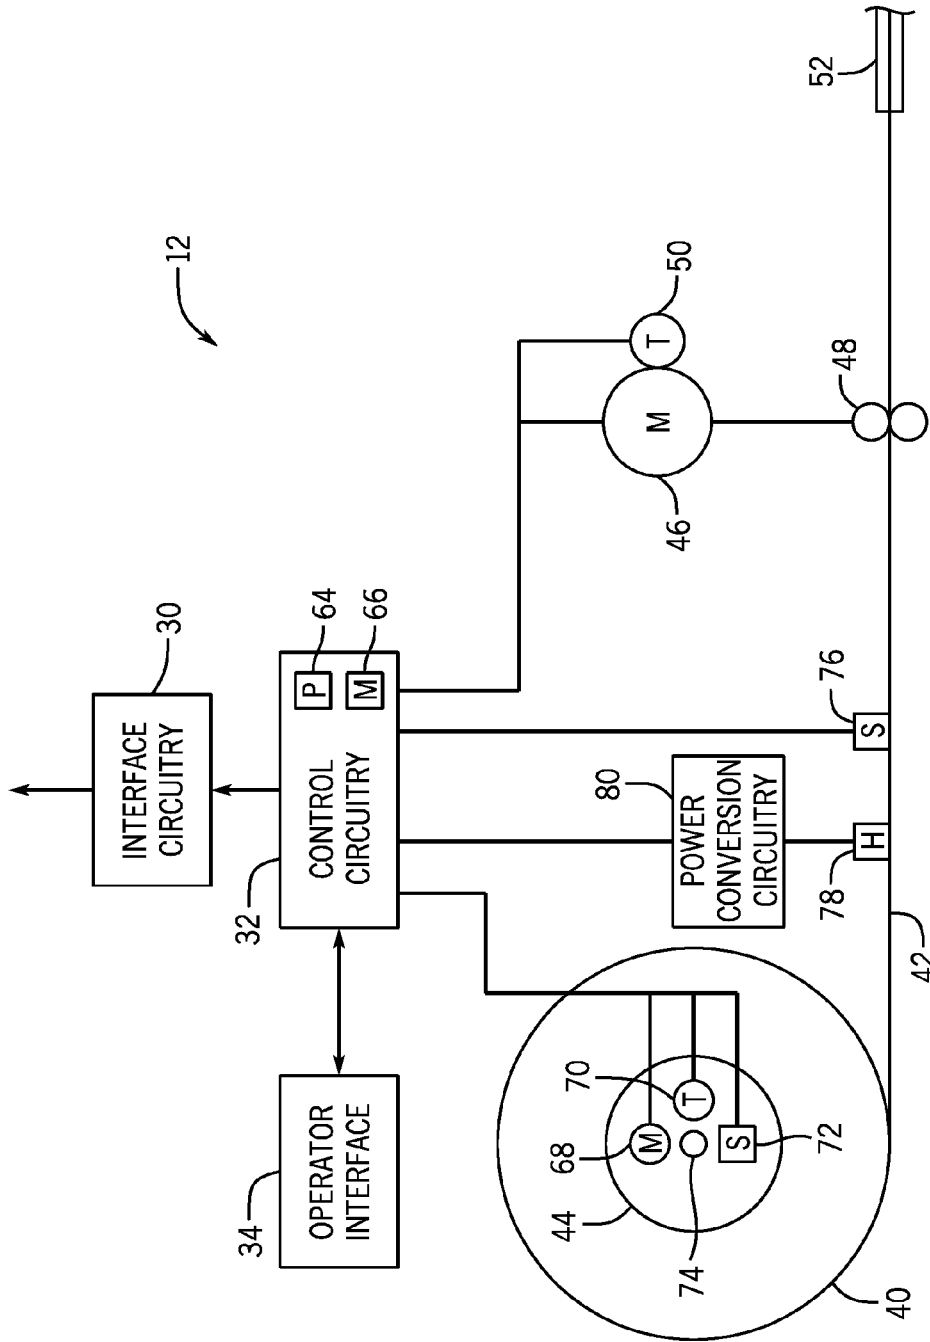 12
30
INTERFACE
CIRCUITRY
34
OPERATOR
INTERFACE
32
CONTROL
CIRCUITRY
P
64
M
66
T
50
M
46
48
52
80
POWER
CONVERSION
CIRCUITRY
S
76
H
78
42
44
68
M
70
T
S
72
74
40